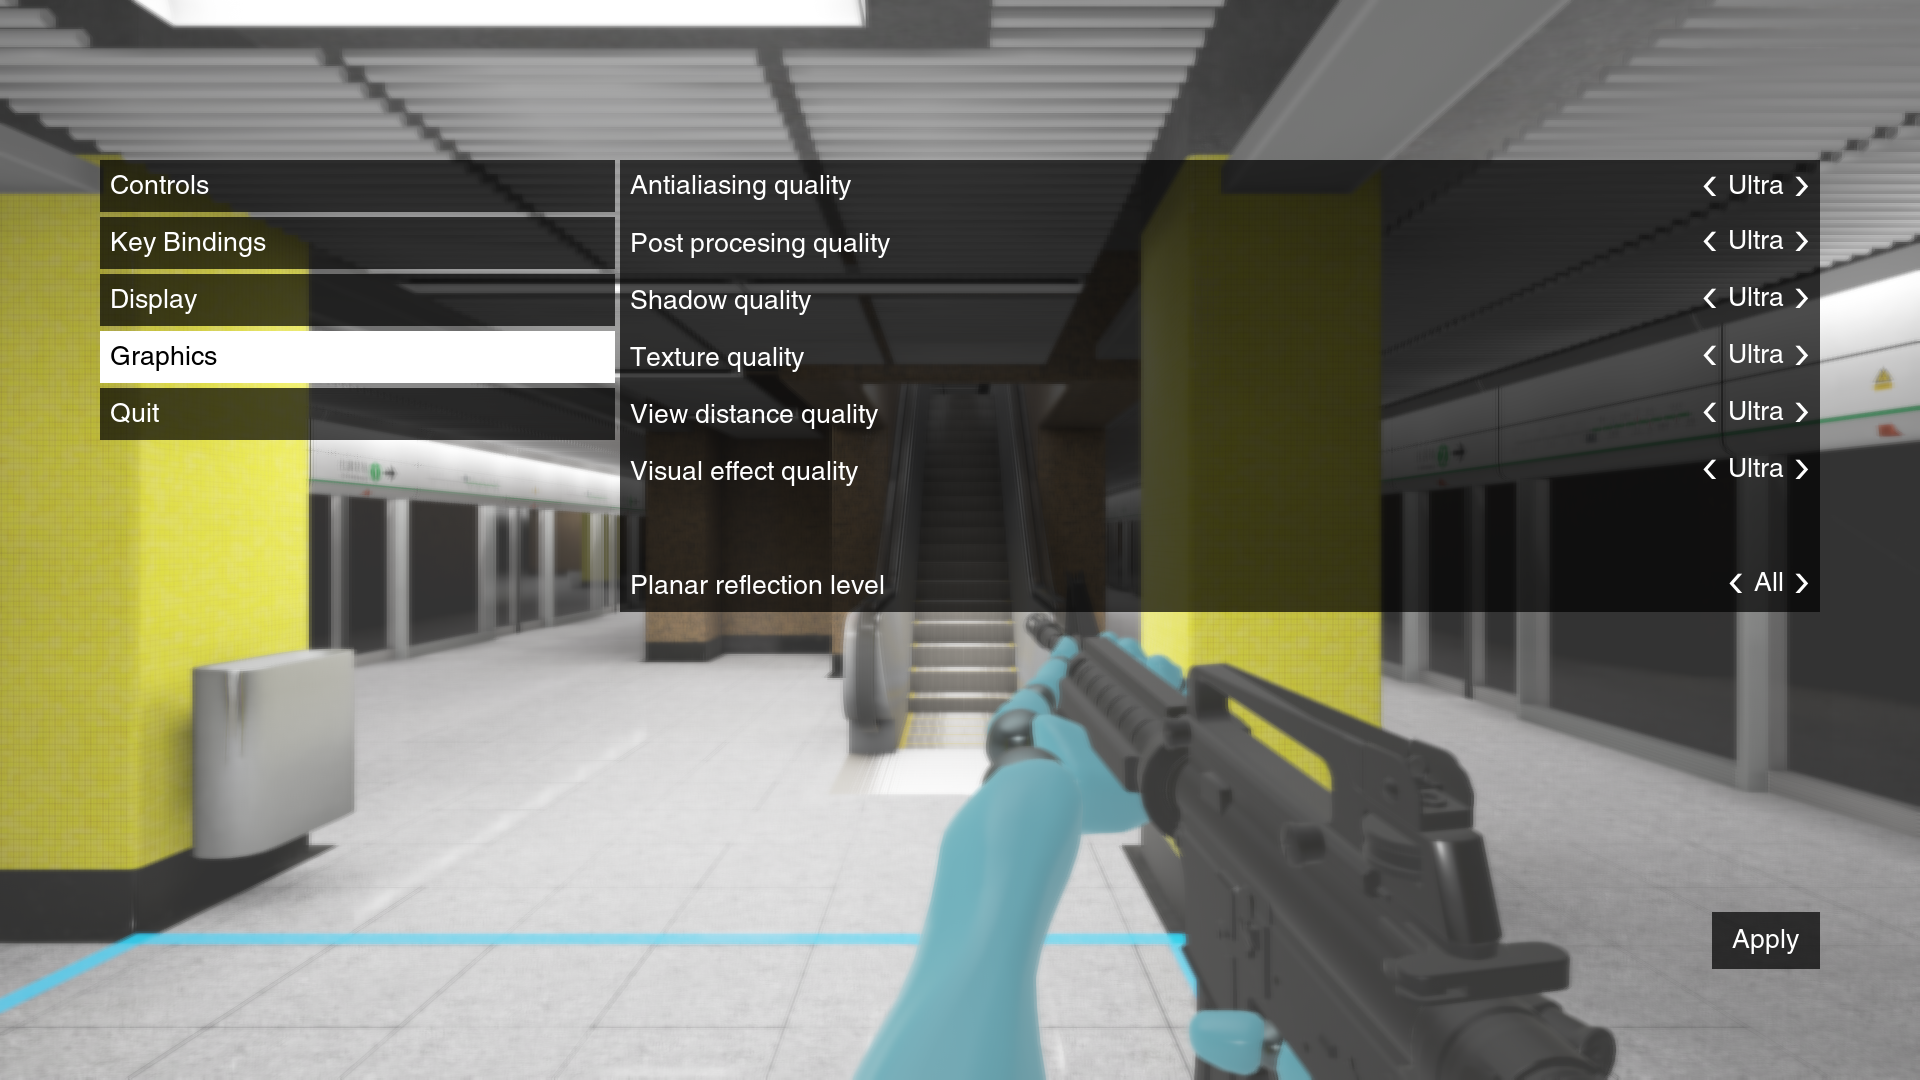 Controls
Key Bindings
Display
Graphics
Quit
Antialiasing quality ‹ Ultra ›
Post procesing quality ‹ Ultra ›
Shadow quality ‹ Ultra ›
Texture quality ‹ Ultra ›
View distance quality ‹ Ultra ›
Visual effect quality ‹ Ultra ›
Planar reflection level ‹ All ›
Apply